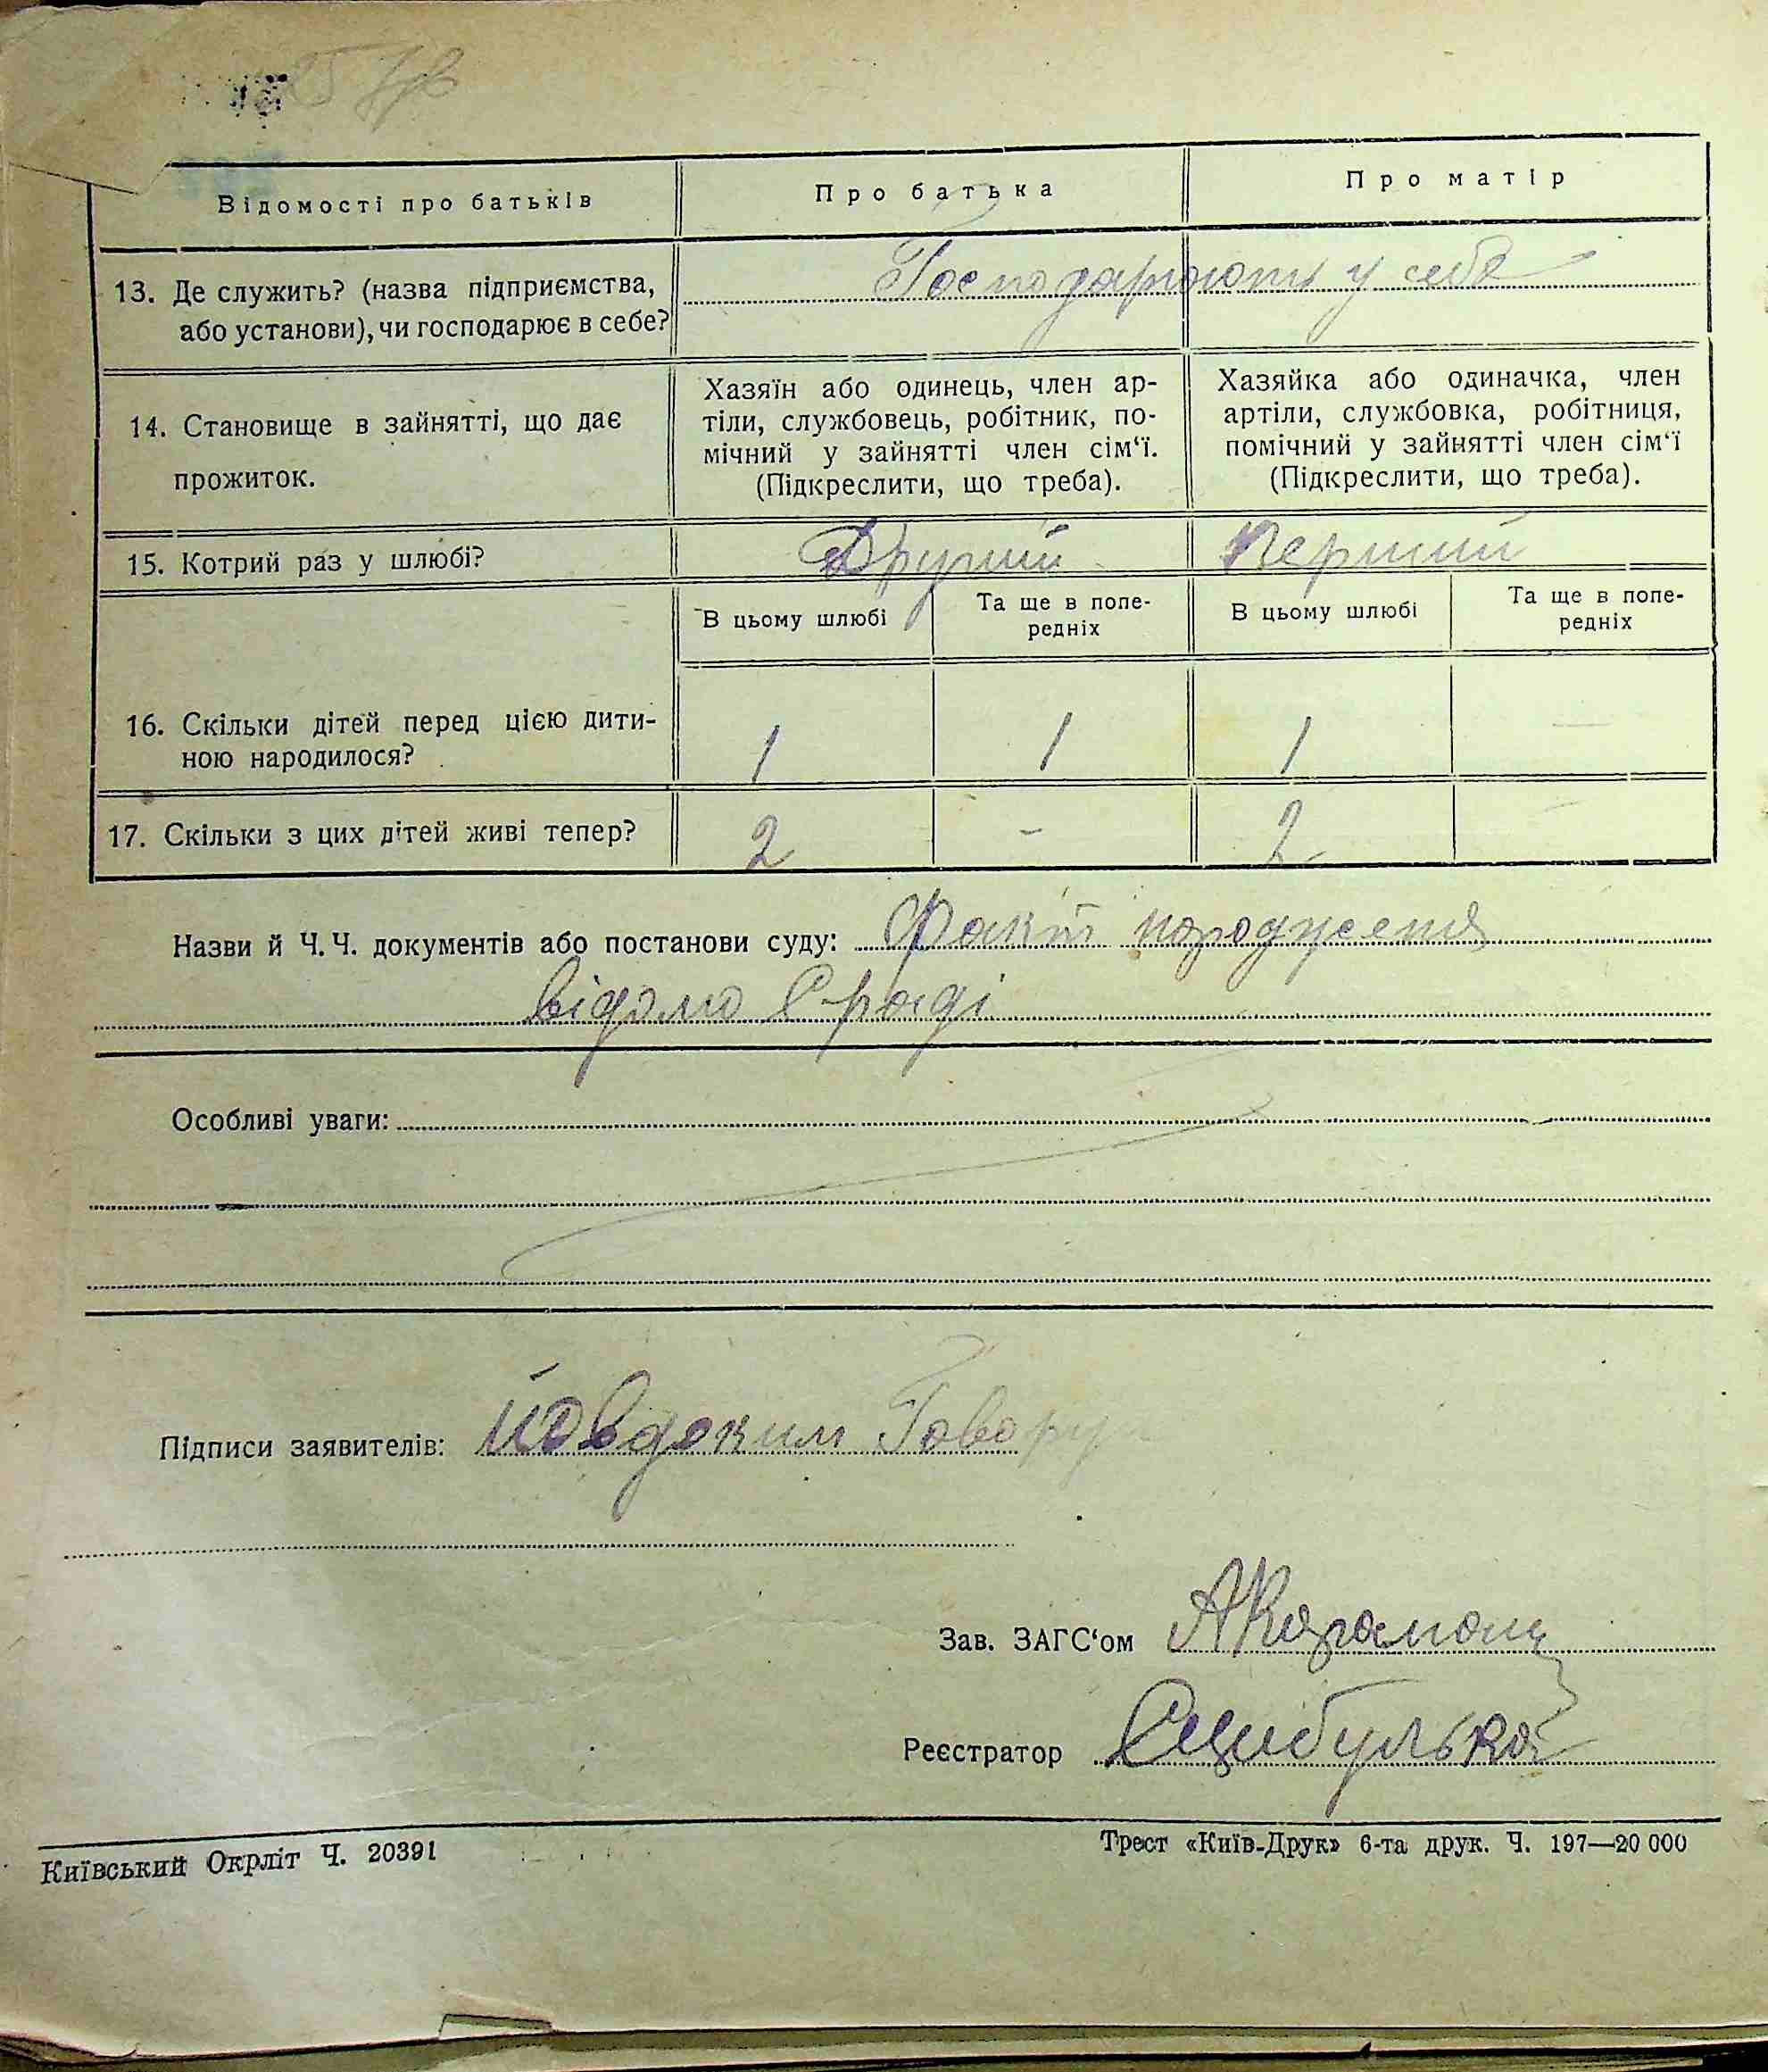 Відомості про батьків
Про батька
Про матір
13. Де служить? (назва підприємства,
або установи), чи господарює в себе?
Господарюють у себе
14. Становище в зайнятті, що дає
прожиток.
Хазяїн або одинець, член ар-
тіли, службовець, робітник, по-
мічний у зайнятті член сім‘ї.
(Підкреслити, що треба).
Хазяйка або одиначка, член
артіли, службовка, робітниця,
помічний у зайнятті член сім‘ї
(Підкреслити, що треба).
15. Котрий раз у шлюбі? Другий Перший
В цьому шлюбі
Та ще в попе-
редніх
В цьому шлюбі
Та ще в попе-
редніх
16. Скільки дітей перед цією дити-
ною народилося?
1 1 1 —
17. Скільки з цих дітей живі тепер? 2 - 2 —
Назви й Ч.Ч. документів або постанови суду: Факт народженя
відомо С раді
Особливі уваги:
Підписи заявителів: Йовдоким
Зав. ЗАГС‘ом
Реєстратор СЦибулька
Київський Окрліт Ч. 20391
Трест «Київ-Друк» 6-та друк. Ч. 197—20 000